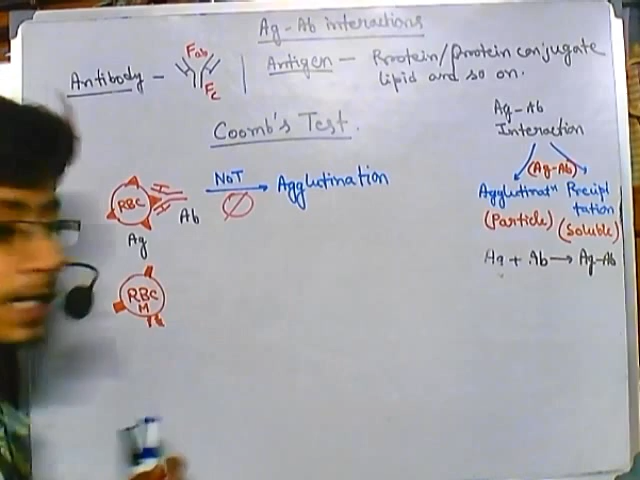 Ag-Ab interactions
Antibody -
Fab
Fc
Antigen - Protein/protein conjugate
lipid and so on.
Coomb's Test.
Ag-Ab
Interaction
(Ag-Ab)
Agglutinatⁿ Precipi
tation
(Particle) (Soluble)
Ag + Ab → Ag-Ab
RBC
Ab
Ag
NOT
Agglutination
RBC
M